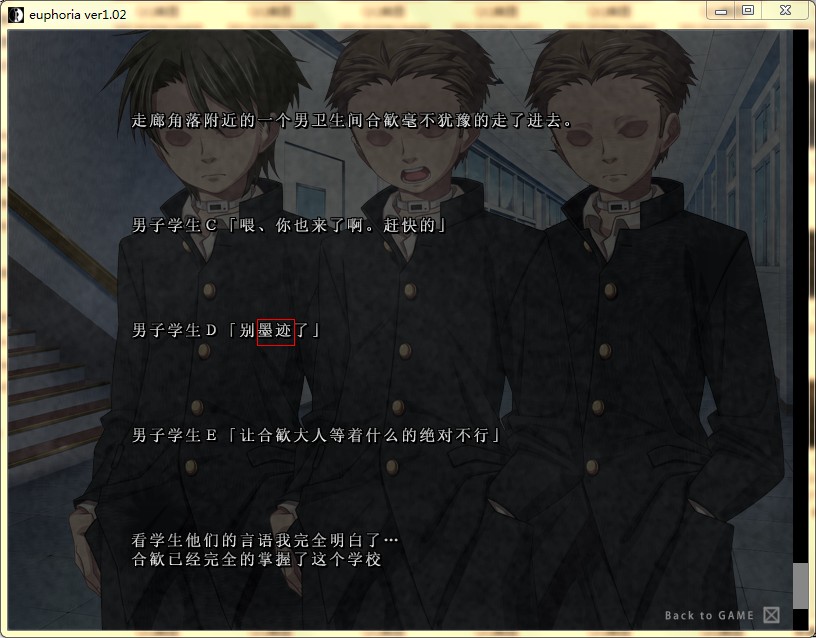 euphoria ver1.02
走廊角落附近的一个男卫生间合歓毫不犹豫的走了进去。
男子学生Ｃ「喂、你也来了啊。赶快的」
男子学生Ｄ「别墨迹了」
男子学生Ｅ「让合歓大人等着什么的绝对不行」
看学生他们的言语我完全明白了…
合歓已经完全的掌握了这个学校
Back to GAME